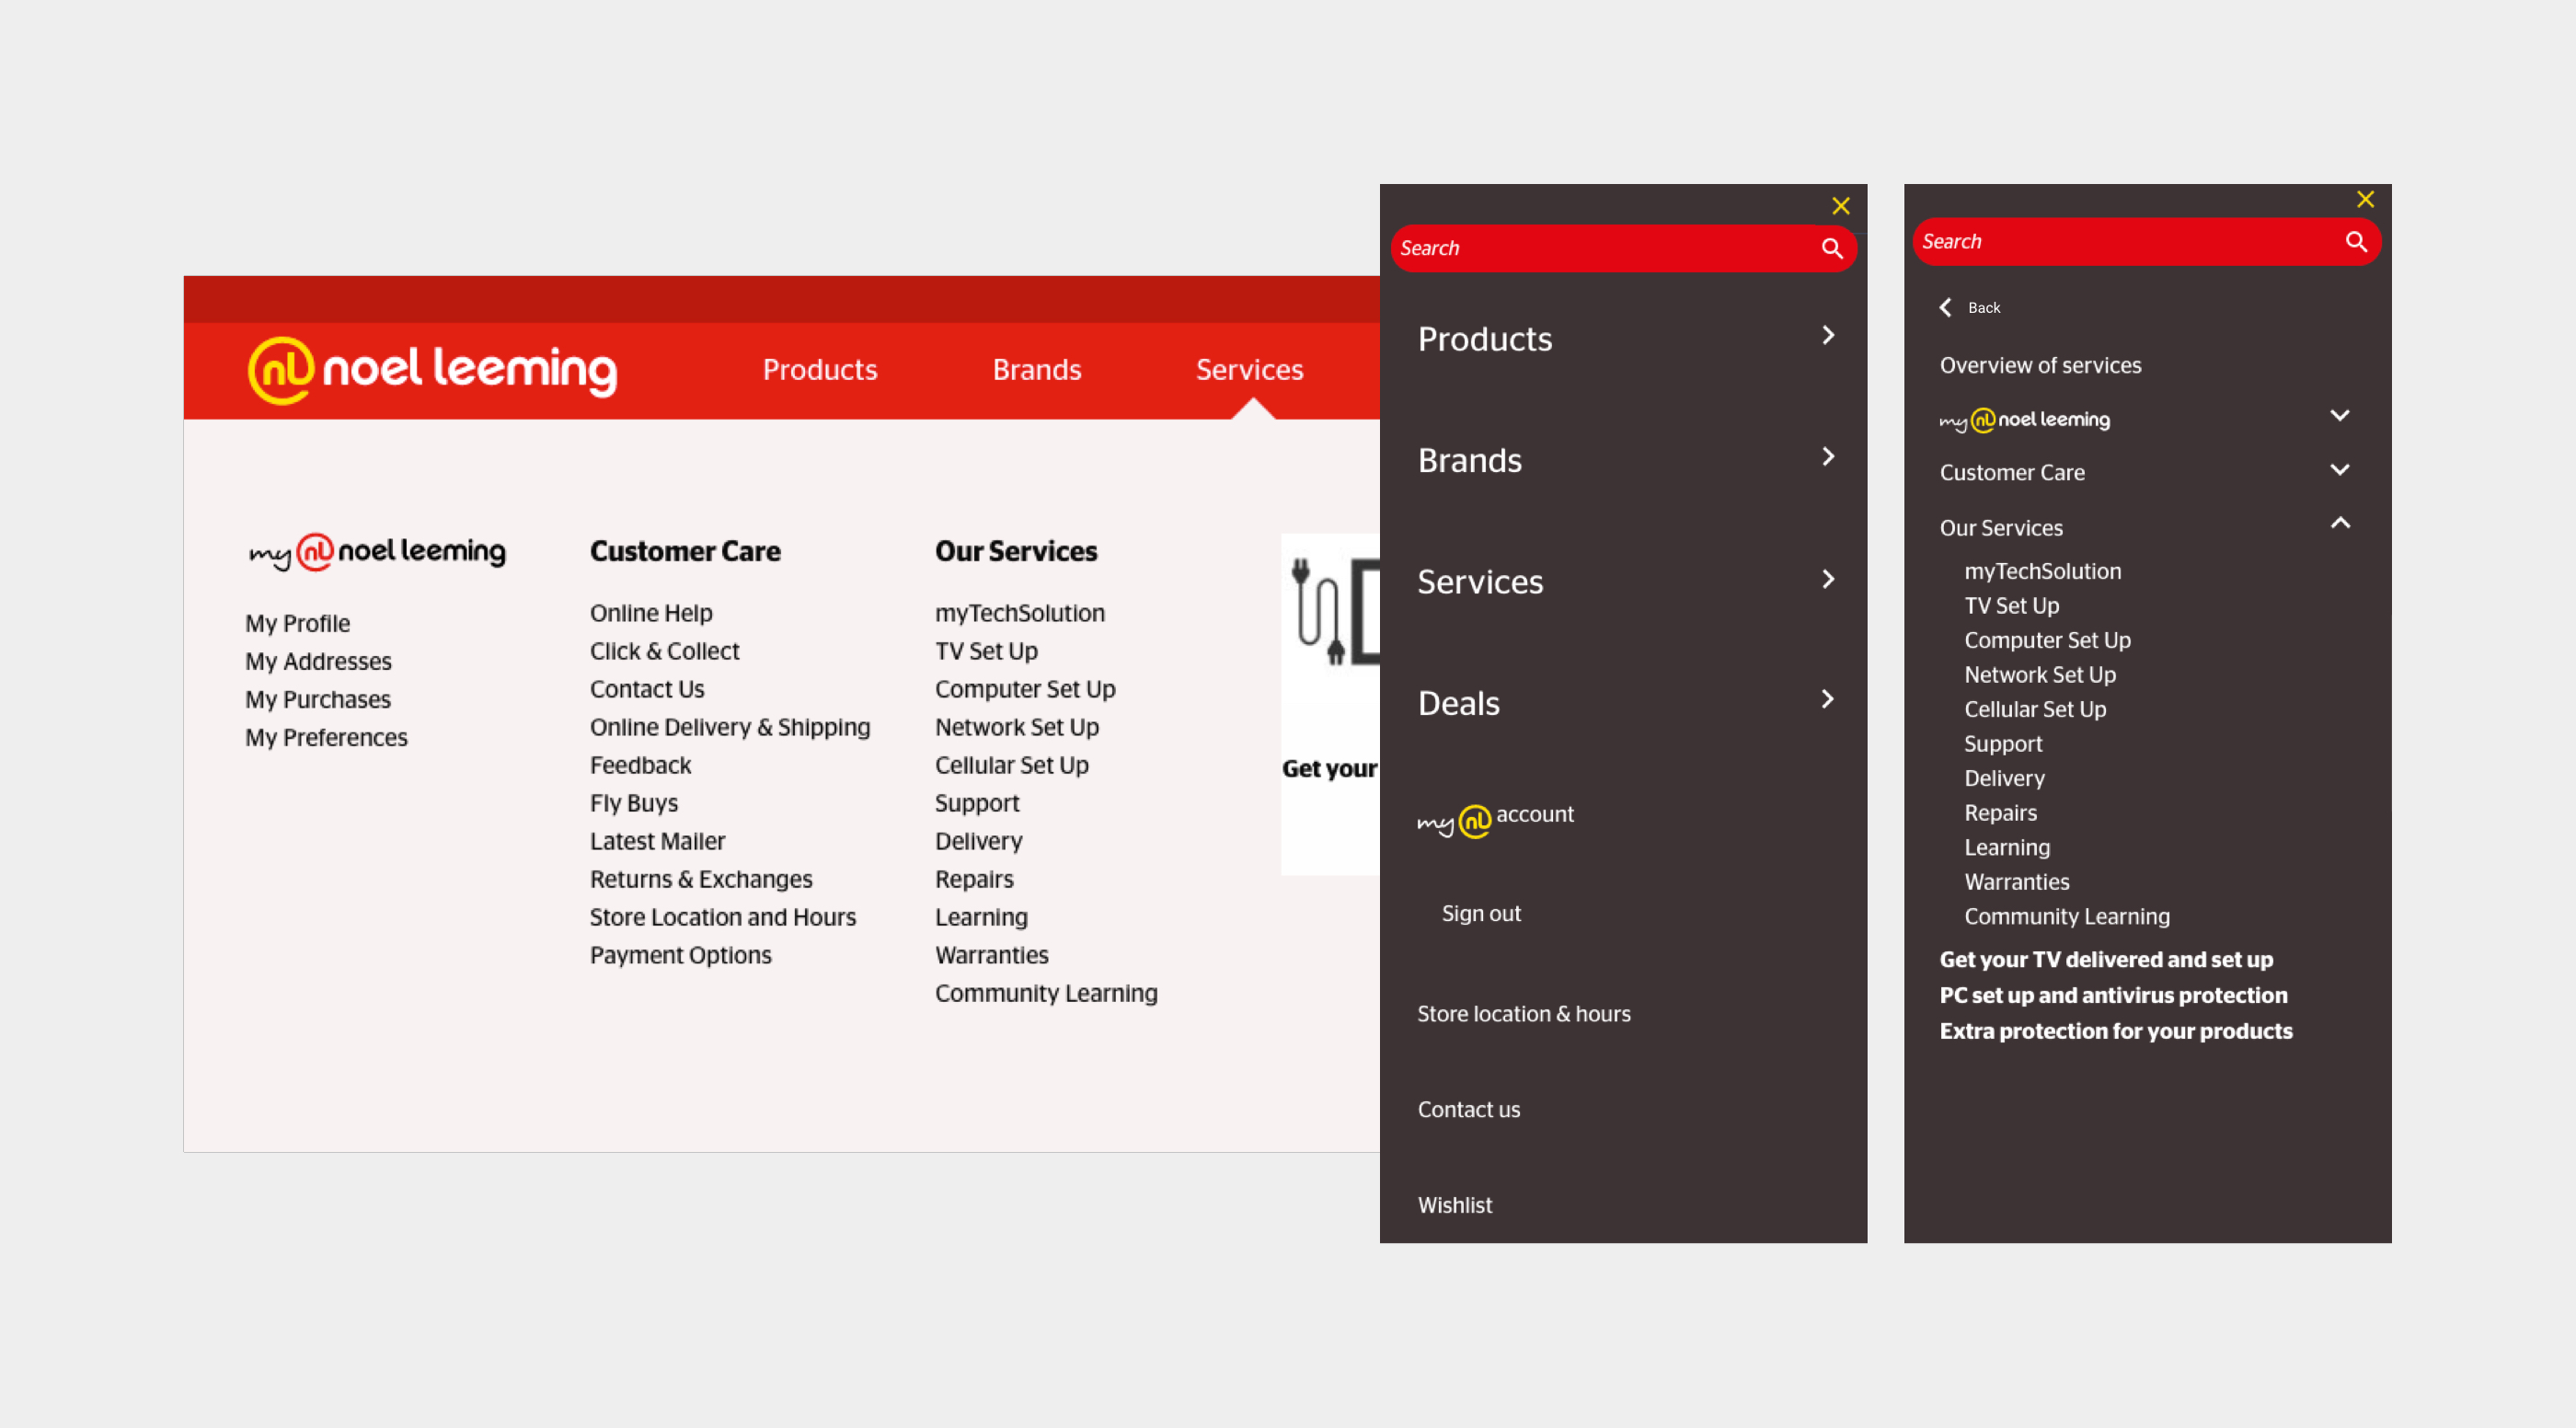 nl noel leeming
Products
Brands
Services
my nl noel leeming
My Profile
My Addresses
My Purchases
My Preferences
Customer Care
Online Help
Click & Collect
Contact Us
Online Delivery & Shipping
Feedback
Fly Buys
Latest Mailer
Returns & Exchanges
Store Location and Hours
Payment Options
Our Services
myTechSolution
TV Set Up
Computer Set Up
Network Set Up
Cellular Set Up
Support
Delivery
Repairs
Learning
Warranties
Community Learning
Get your
Search
Products
Brands
Services
Deals
my nl account
Sign out
Store location & hours
Contact us
Wishlist
Search
Back
Overview of services
my nl noel leeming
Customer Care
Our Services
myTechSolution
TV Set Up
Computer Set Up
Network Set Up
Cellular Set Up
Support
Delivery
Repairs
Learning
Warranties
Community Learning
Get your TV delivered and set up
PC set up and antivirus protection
Extra protection for your products